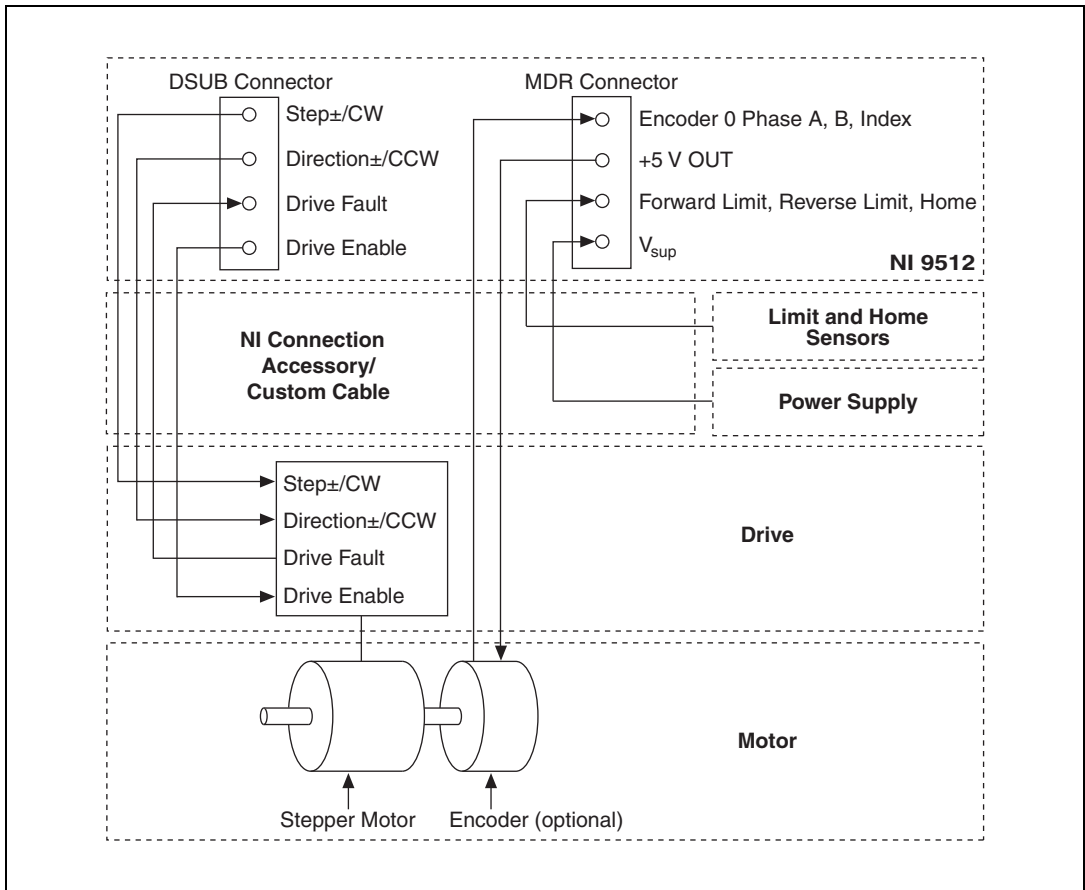 DSUB Connector
Step±/CW
Direction±/CCW
Drive Fault
Drive Enable
MDR Connector
Encoder 0 Phase A, B, Index
+5 V OUT
Forward Limit, Reverse Limit, Home
Vsup
NI 9512
NI Connection
Accessory/
Custom Cable
Limit and Home
Sensors
Power Supply
Step±/CW
Direction±/CCW
Drive Fault
Drive Enable
Drive
Motor
Stepper Motor
Encoder (optional)